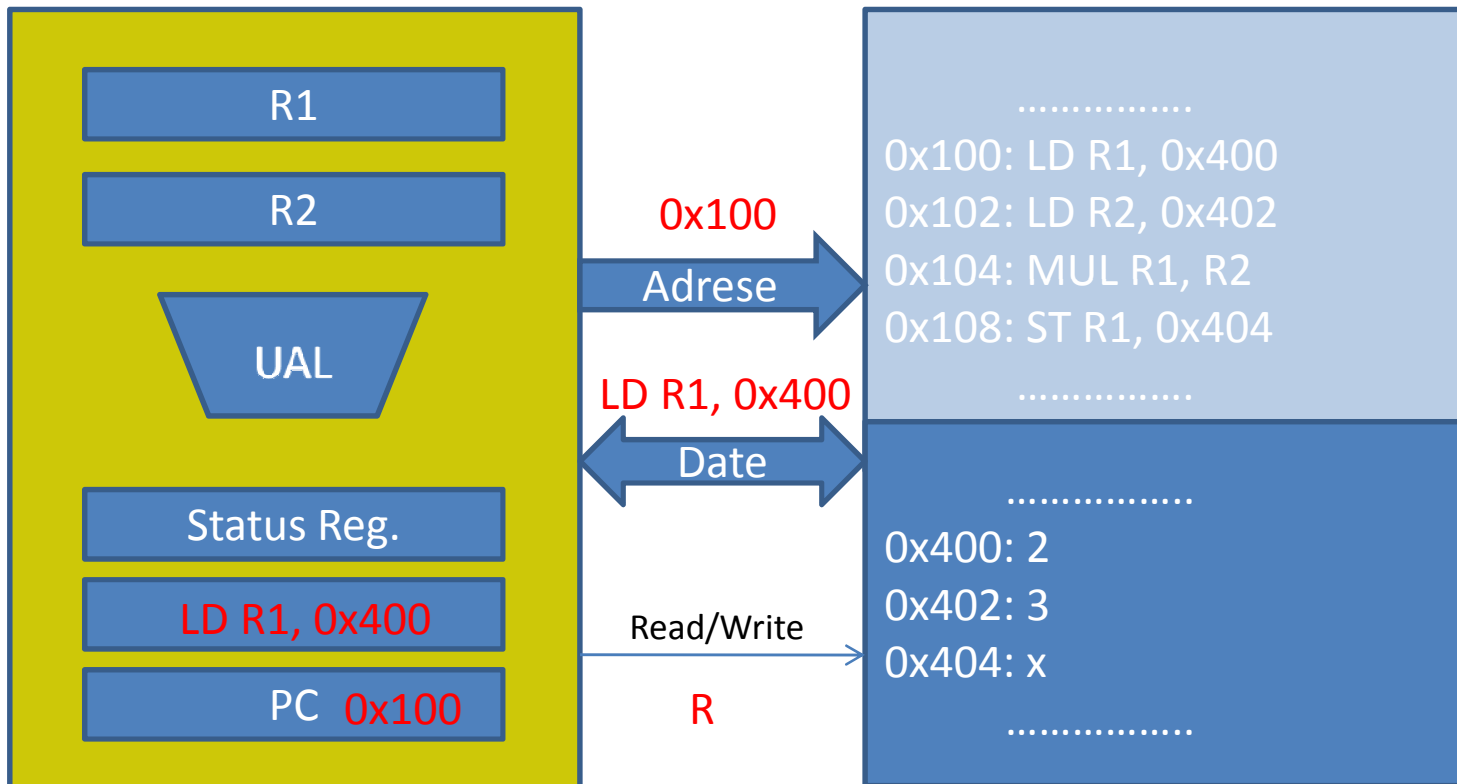 R1
R2
UAL
Status Reg.
LD R1, 0x400
PC 0x100
0x100
Adrese
LD R1, 0x400
Date
Read/Write
R
…………….
0x100: LD R1, 0x400
0x102: LD R2, 0x402
0x104: MUL R1, R2
0x108: ST R1, 0x404
…………….
……………..
0x400: 2
0x402: 3
0x404: x
……………..